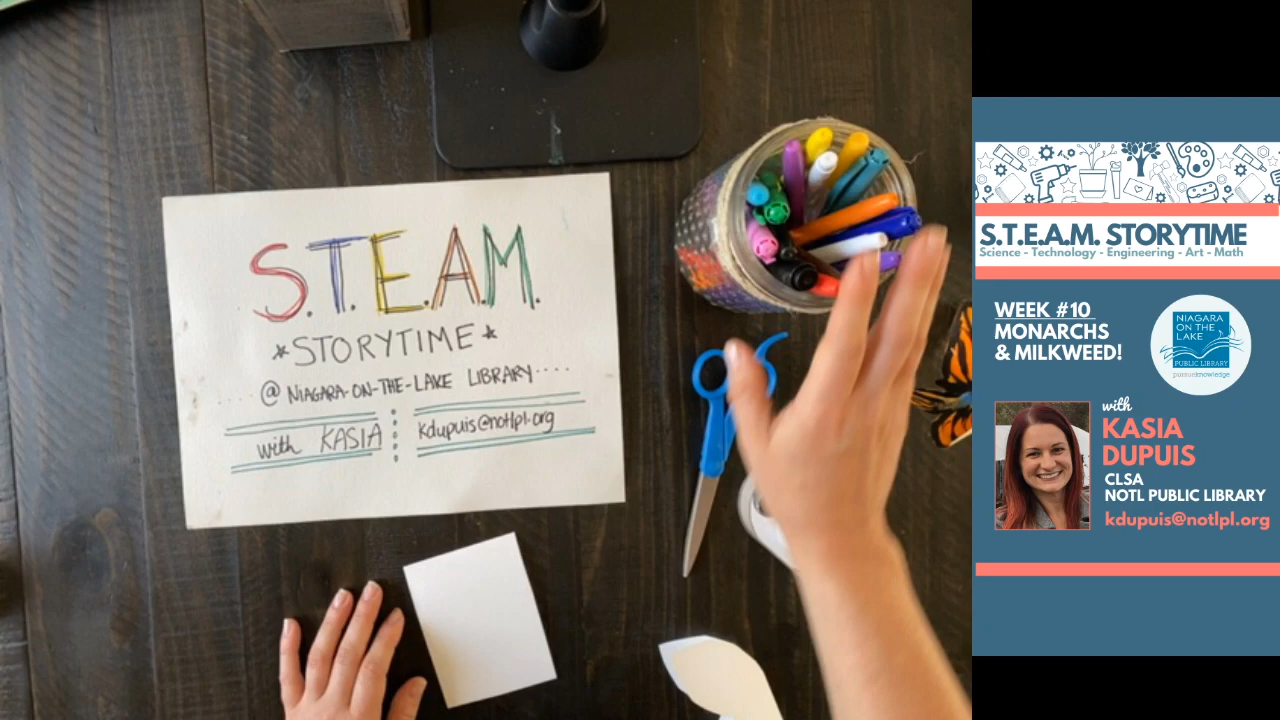 S.T.E.A.M.
*STORYTIME*
@ NIAGARA-ON-THE-LAKE LIBRARY....
with KASIA
kdupuis@notlpl.org
S.T.E.A.M. STORYTIME
Science - Technology - Engineering - Art - Math
WEEK #10
MONARCHS
& MILKWEED!
NIAGARA
ON THE
LAKE
PUBLIC LIBRARY
pursueknowledge
with
KASIA
DUPUIS
CLSA
NOTL PUBLIC LIBRARY
kdupuis@notlpl.org